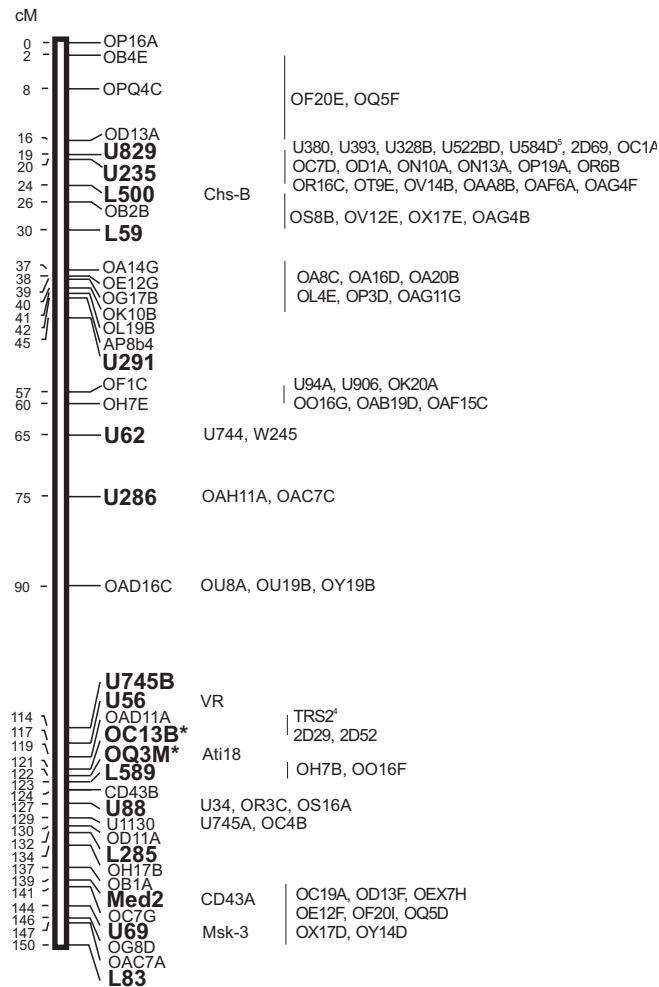 cM
0 OP16A
2 OB4E
8 OPQ4C
OF20E, OQ5F
16 OD13A
19 U829
U380, U393, U328B, U522BD, U584D⁵, 2D69, OC1A
20 U235
OC7D, OD1A, ON10A, ON13A, OP19A, OR6B
24 L500 Chs-B
OR16C, OT9E, OV14B, OAA8B, OAF6A, OAG4F
26 OB2B
OS8B, OV12E, OX17E, OAG4B
30 L59
37 OA14G
38 OE12G
OA8C, OA16D, OA20B
39 OG17B
OL4E, OP3D, OAG11G
40 OK10B
41 OL19B
42 AP8b4
45 U291
57 OF1C U94A, U906, OK20A
60 OH7E OO16G, OAB19D, OAF15C
65 U62 U744, W245
75 U286 OAH11A, OAC7C
90 OAD16C OU8A, OU19B, OY19B
U745B
U56 VR
114 OAD11A TRS2⁴
117 OC13B* 2D29, 2D52
119 OQ3M* Ati18
121 L589 OH7B, OO16F
122
123
124 CD43B
127 U88 U34, OR3C, OS16A
129 U1130 U745A, OC4B
130 OD11A
132 L285
134 OH17B
137 OB1A
139 Med2 CD43A OC19A, OD13F, OEX7H
141 OC7G OE12F, OF20I, OQ5D
144 U69 Msk-3 OX17D, OY14D
146 OG8D
147 OAC7A
150 L83